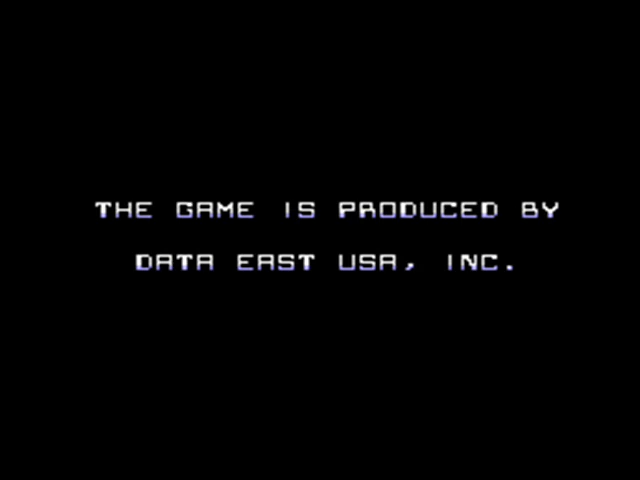 THE GAME IS PRODUCED BY
DATA EAST USA, INC.